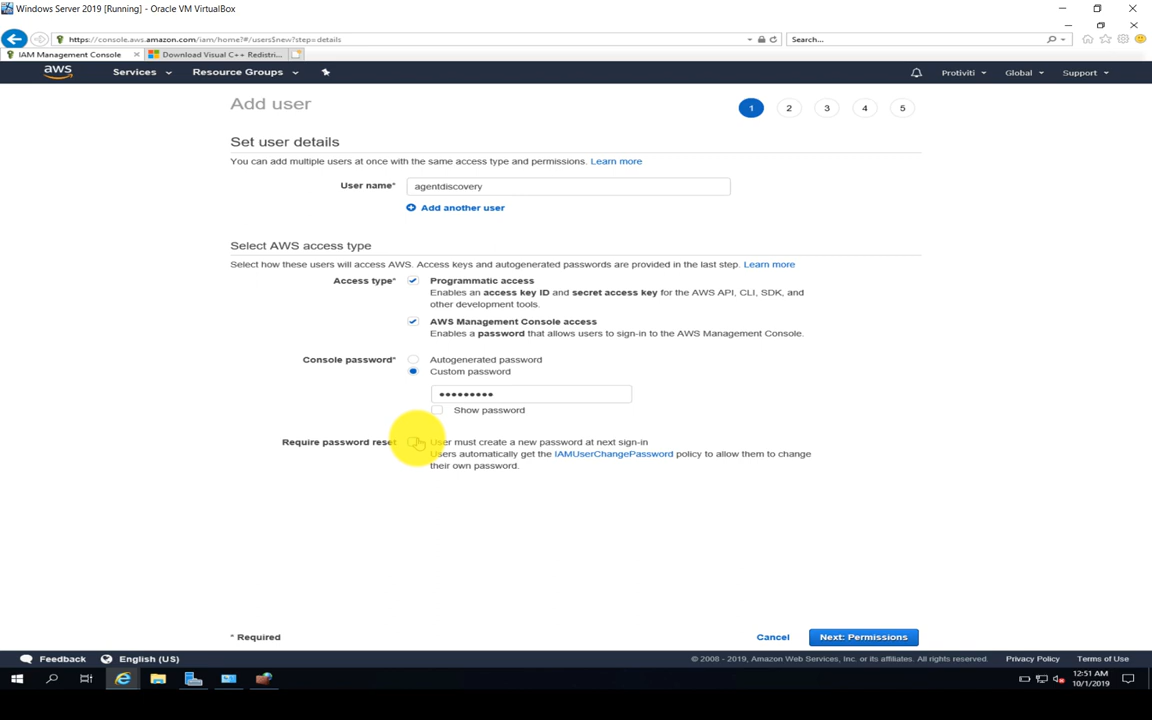 Windows Server 2019 [Running] - Oracle VM VirtualBox
https://console.aws.amazon.com/iam/home?#/users$new?step=details
Search...
IAM Management Console
Download Visual C++ Redistri...
aws
Services
Resource Groups
Protiviti
Global
Support
Add user
1 2 3 4 5
Set user details
You can add multiple users at once with the same access type and permissions. Learn more
User name*
agentdiscovery
Add another user
Select AWS access type
Select how these users will access AWS. Access keys and autogenerated passwords are provided in the last step. Learn more
Access type*
Programmatic access
Enables an access key ID and secret access key for the AWS API, CLI, SDK, and
other development tools.
AWS Management Console access
Enables a password that allows users to sign-in to the AWS Management Console.
Console password*
Autogenerated password
Custom password
•••••••••
Show password
Require password reset
User must create a new password at next sign-in
Users automatically get the IAMUserChangePassword policy to allow them to change
their own password.
* Required
Cancel
Next: Permissions
Feedback
English (US)
© 2008 - 2019, Amazon Web Services, Inc. or its affiliates. All rights reserved.
Privacy Policy
Terms of Use
12:51 AM
10/1/2019